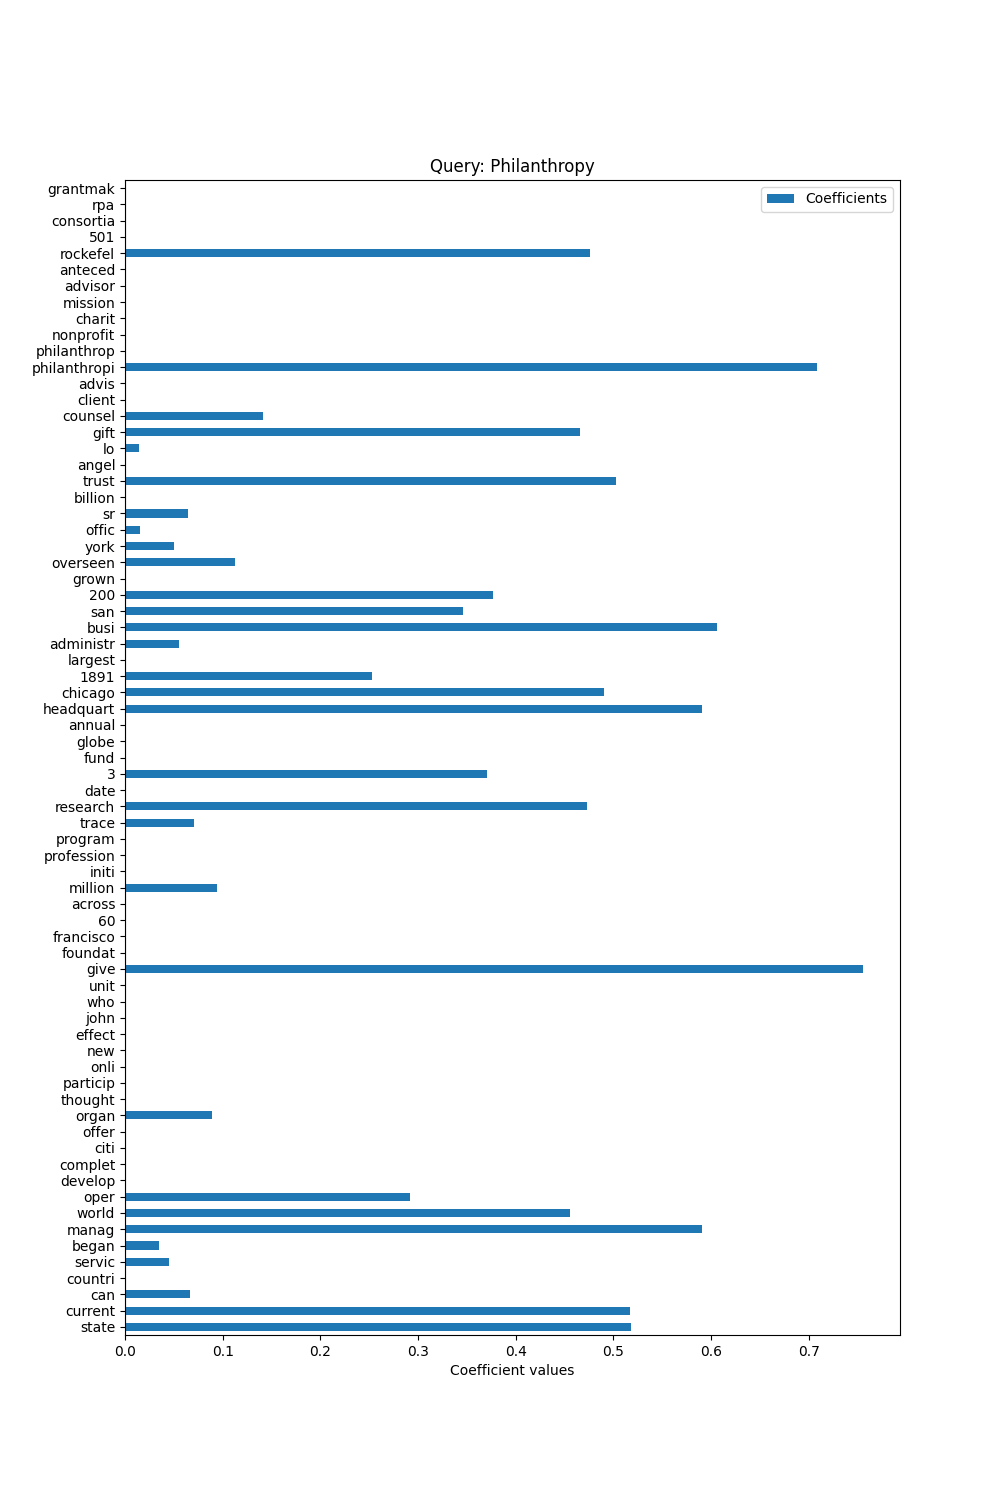 Query: Philanthropy
Coefficients
grantmak
rpa
consortia
501
rockefel
anteced
advisor
mission
charit
nonprofit
philanthrop
philanthropi
advis
client
counsel
gift
lo
angel
trust
billion
sr
offic
york
overseen
grown
200
san
busi
administr
largest
1891
chicago
headquart
annual
globe
fund
3
date
research
trace
program
profession
initi
million
across
60
francisco
foundat
give
unit
who
john
effect
new
onli
particip
thought
organ
offer
citi
complet
develop
oper
world
manag
began
servic
countri
can
current
state
0.0 0.1 0.2 0.3 0.4 0.5 0.6 0.7
Coefficient values